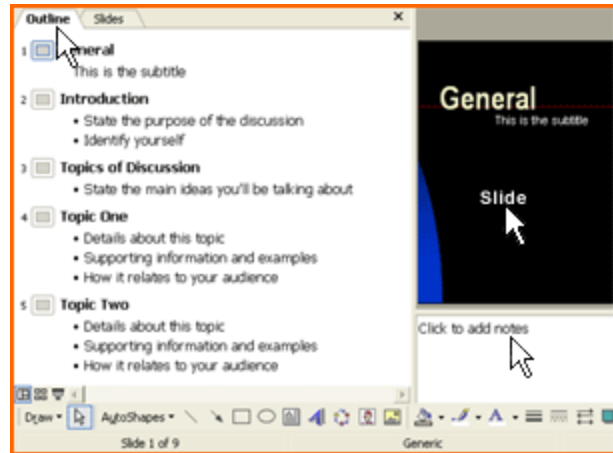 Outline Slides
1 General
This is the subtitle
2 Introduction
• State the purpose of the discussion
• Identify yourself
3 Topics of Discussion
• State the main ideas you'll be talking about
4 Topic One
• Details about this topic
• Supporting information and examples
• How it relates to your audience
5 Topic Two
• Details about this topic
• Supporting information and examples
• How it relates to your audience
General
This is the subtitle
Slide
Click to add notes
Draw AutoShapes
Slide 1 of 9 Generic